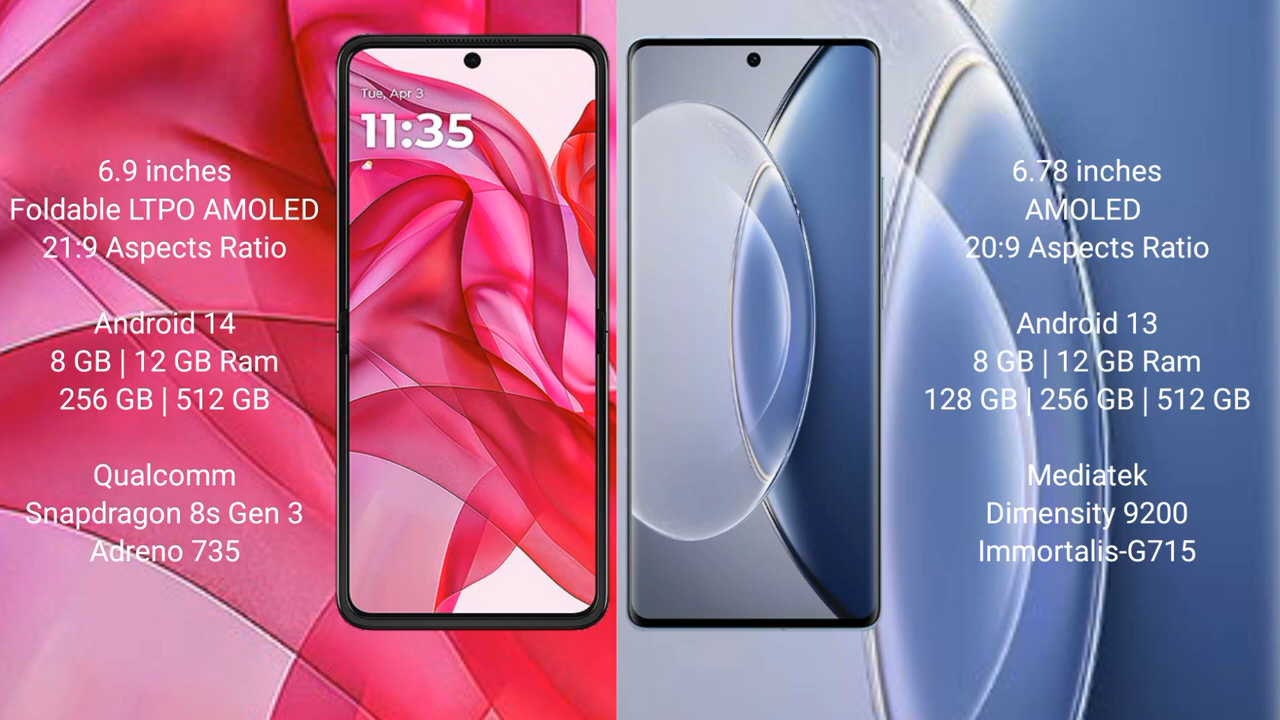 6.9 inches
Foldable LTPO AMOLED
21:9 Aspects Ratio
Android 14
8 GB | 12 GB Ram
256 GB | 512 GB
Qualcomm
Snapdragon 8s Gen 3
Adreno 735
Tue, Apr 3
11:35
6.78 inches
AMOLED
20:9 Aspects Ratio
Android 13
8 GB | 12 GB Ram
128 GB | 256 GB | 512 GB
Mediatek
Dimensity 9200
Immortalis-G715